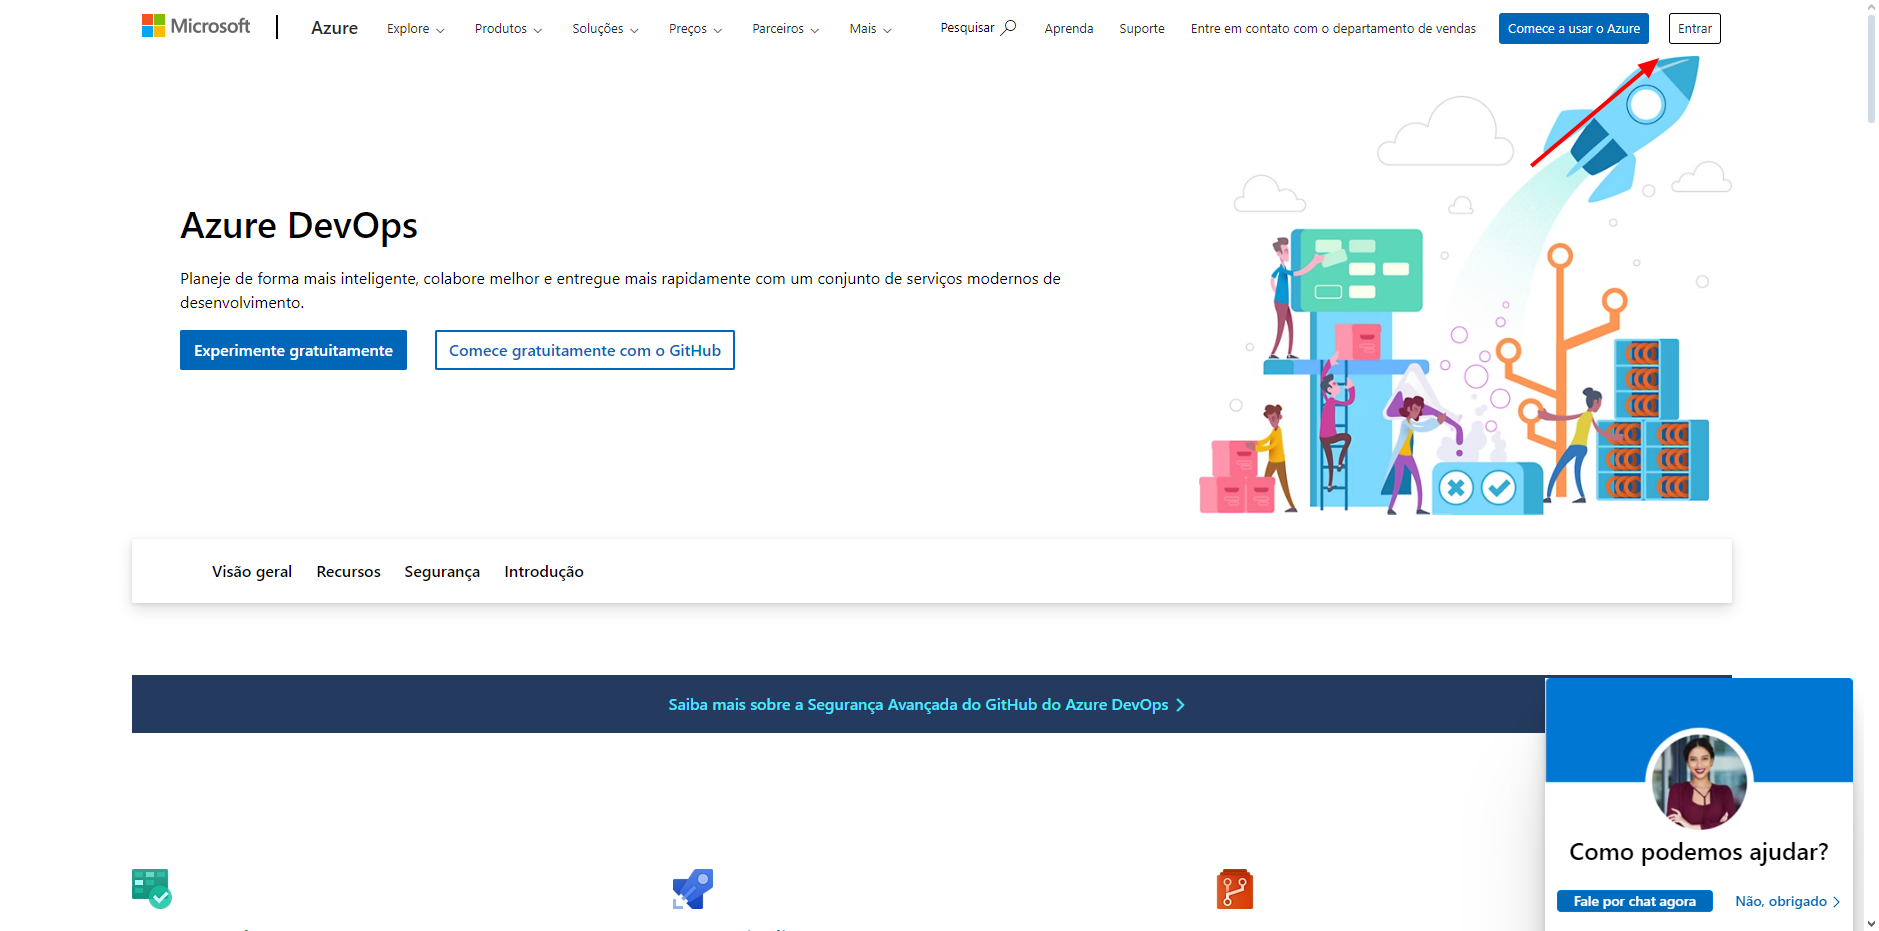 Microsoft
Azure
Explore
Produtos
Soluções
Preços
Parceiros
Mais
Pesquisar
Aprenda
Suporte
Entre em contato com o departamento de vendas
Comece a usar o Azure
Entrar
Azure DevOps
Planeje de forma mais inteligente, colabore melhor e entregue mais rapidamente com um conjunto de serviços modernos de
desenvolvimento.
Experimente gratuitamente
Comece gratuitamente com o GitHub
Visão geral
Recursos
Segurança
Introdução
Saiba mais sobre a Segurança Avançada do GitHub do Azure DevOps
Como podemos ajudar?
Fale por chat agora
Não, obrigado